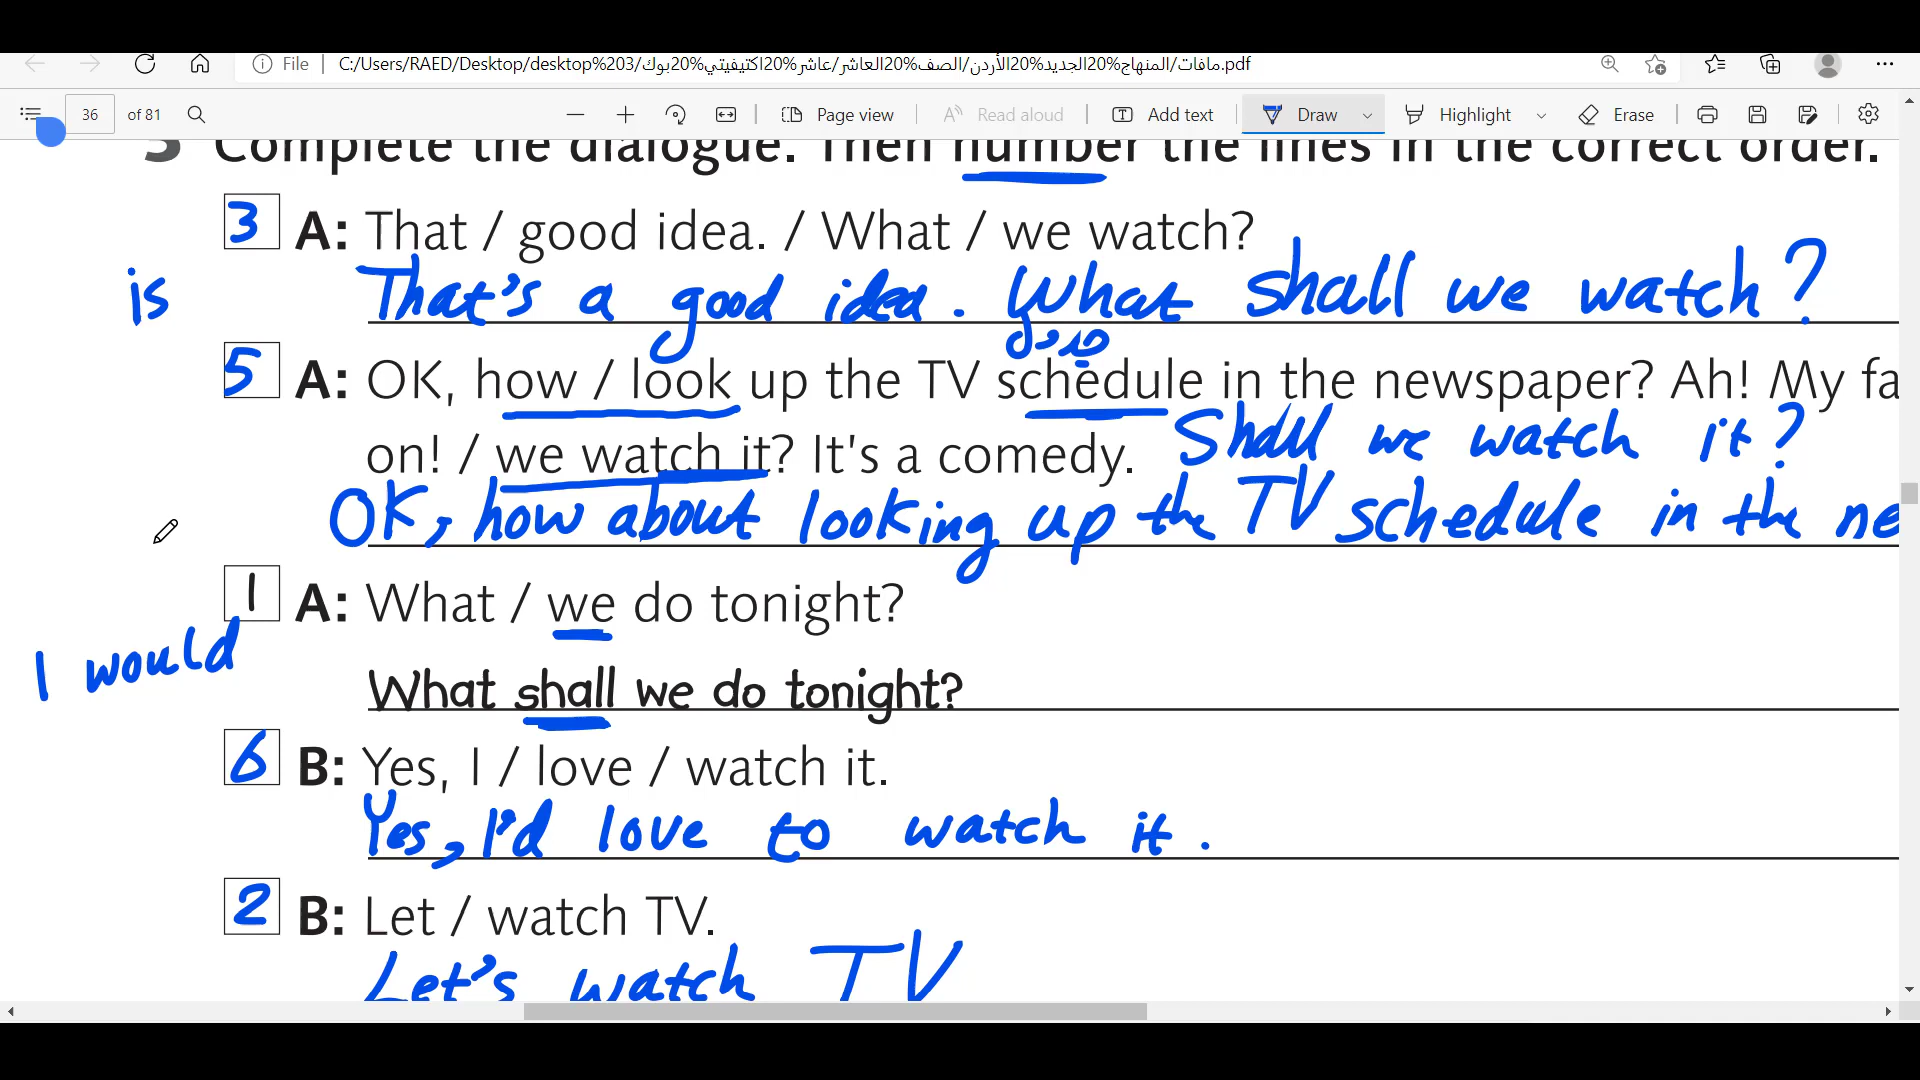 File | C:/Users/RAED/Desktop/desktop%203/مافات/المنهاج%20الجديد%20الأردن/الصف%20العاشر/عاشر%20اكتيفيتي%20بوك.pdf
36 of 81 Page view Read aloud Add text Draw Highlight Erase
3 Complete the dialogue. Then number the lines in the correct order.
3 A: That / good idea. / What / we watch?
is That's a good idea. What shall we watch?
5 A: OK, how / look up the TV schedule in the newspaper? Ah! My fa
on! / we watch it? It's a comedy. Shall we watch it?
OK, how about looking up the TV schedule in the ne
1 A: What / we do tonight?
I would
What shall we do tonight?
6 B: Yes, I / love / watch it.
Yes, I'd love to watch it.
2 B: Let / watch TV.
Let's watch TV